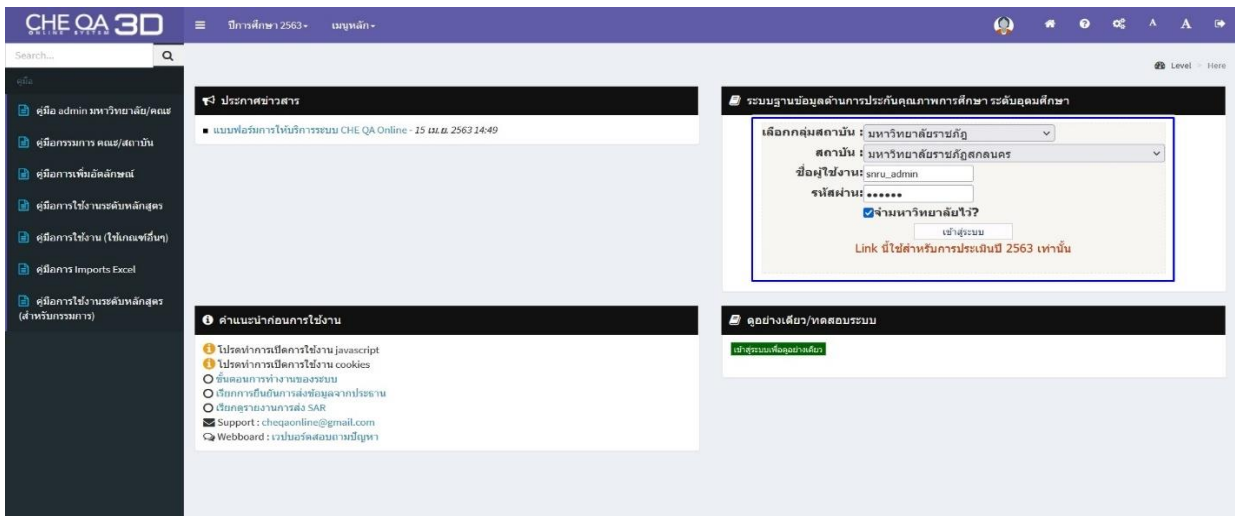 CHE QA 3D
ONLINE SYSTEM
ปีการศึกษา 2563
เมนูหลัก
A
A
Search...
Level > Here
คู่มือ
คู่มือ admin มหาวิทยาลัย/คณะ
คู่มือกรรมการ คณะ/สถาบัน
คู่มือการเพิ่มอัตลักษณ์
คู่มือการใช้งานระดับหลักสูตร
คู่มือการใช้งาน (ใช้เกณฑ์อื่นๆ)
คู่มือการ Imports Excel
คู่มือการใช้งานระดับหลักสูตร
(สำหรับกรรมการ)
ประกาศข่าวสาร
แบบฟอร์มการให้บริการระบบ CHE QA Online - 15 เม.ย. 2563 14:49
ระบบฐานข้อมูลด้านการประกันคุณภาพการศึกษา ระดับอุดมศึกษา
เลือกกลุ่มสถาบัน : มหาวิทยาลัยราชภัฏ
สถาบัน : มหาวิทยาลัยราชภัฏสกลนคร
ชื่อผู้ใช้งาน: snru_admin
รหัสผ่าน: ••••••
จำมหาวิทยาลัยไว้?
เข้าสู่ระบบ
Link นี้ใช้สำหรับการประเมินปี 2563 เท่านั้น
คำแนะนำก่อนการใช้งาน
โปรดทำการเปิดการใช้งาน javascript
โปรดทำการเปิดการใช้งาน cookies
ขั้นตอนการทำงานของระบบ
เรียกการยืนยันการส่งข้อมูลจากประธาน
เรียกดูรายงานการส่ง SAR
Support : cheqaonline@gmail.com
Webboard : เวปบอร์ดสอบถามปัญหา
ดูอย่างเดียว/ทดสอบระบบ
เข้าสู่ระบบเพื่อดูอย่างเดียว